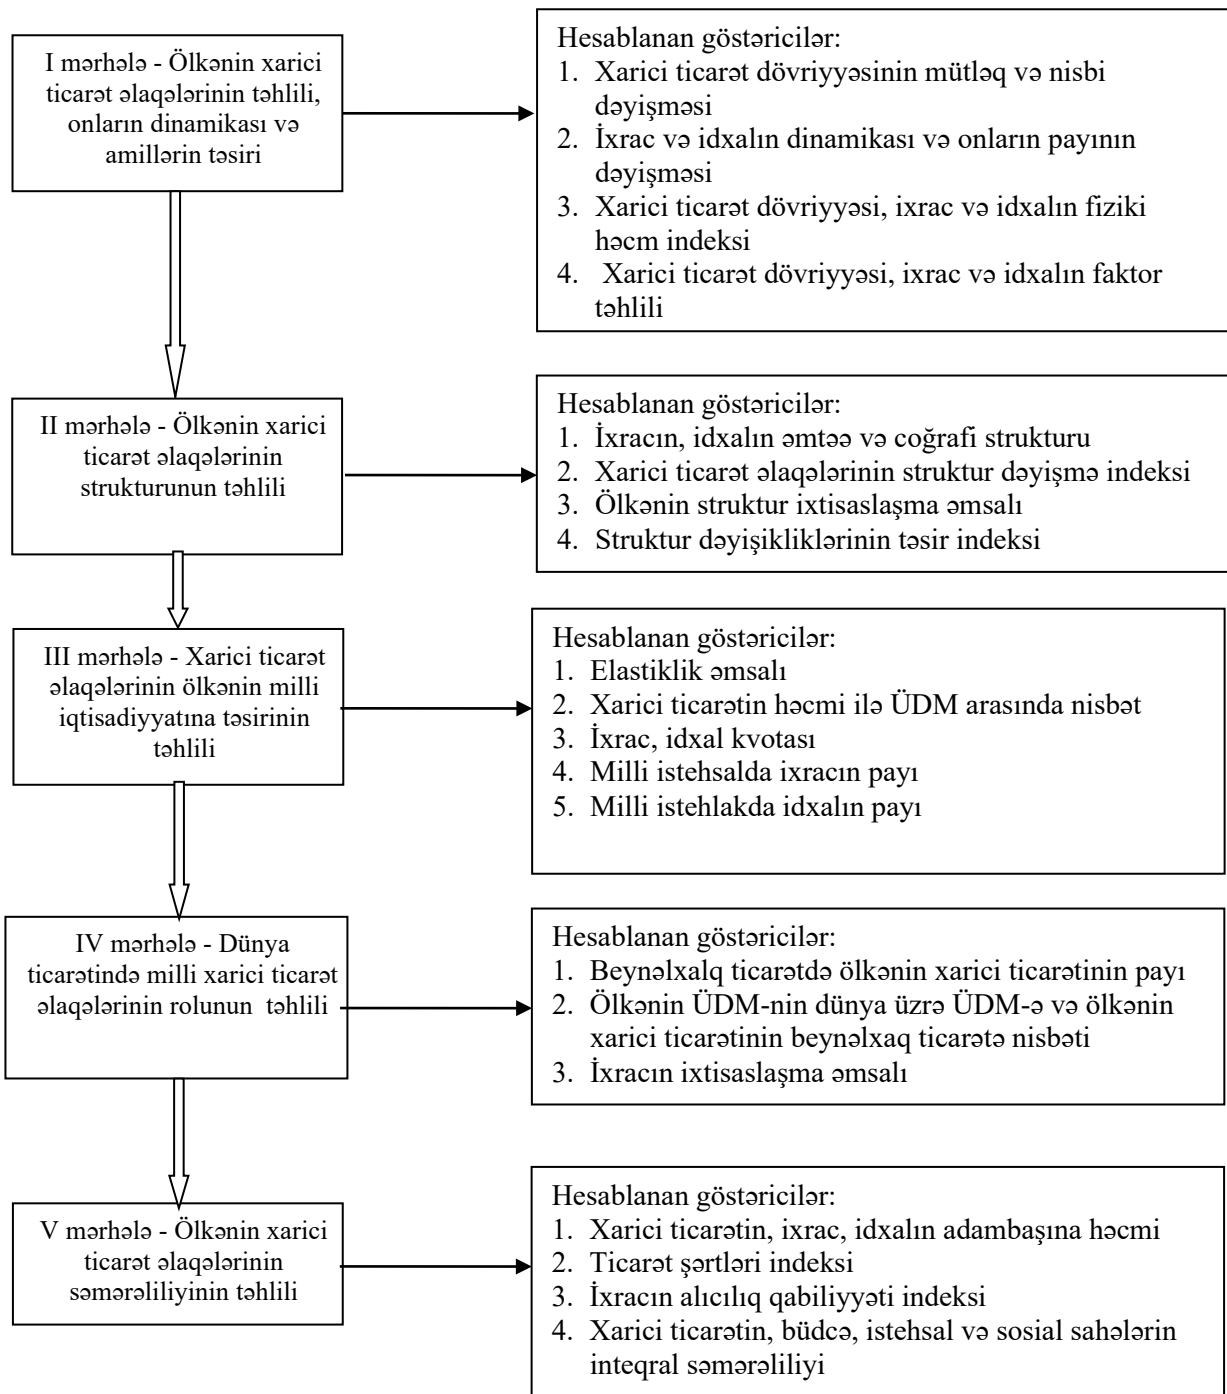 I mərhələ - Ölkənin xarici
ticarət əlaqələrinin təhlili,
onların dinamikası və
amillərin təsiri
Hesablanan göstəricilər:
1. Xarici ticarət dövriyyəsinin mütləq və nisbi
dəyişməsi
2. İxrac və idxalın dinamikası və onların payının
dəyişməsi
3. Xarici ticarət dövriyyəsi, ixrac və idxalın fiziki
həcm indeksi
4. Xarici ticarət dövriyyəsi, ixrac və idxalın faktor
təhlili
II mərhələ - Ölkənin xarici
ticarət əlaqələrinin
strukturunun təhlili
Hesablanan göstəricilər:
1. İxracın, idxalın əmtəə və coğrafi strukturu
2. Xarici ticarət əlaqələrinin struktur dəyişmə indeksi
3. Ölkənin struktur ixtisaslaşma əmsalı
4. Struktur dəyişikliklərinin təsir indeksi
III mərhələ - Xarici ticarət
əlaqələrinin ölkənin milli
iqtisadiyyatına təsirinin
təhlili
Hesablanan göstəricilər:
1. Elastiklik əmsalı
2. Xarici ticarətin həcmi ilə ÜDM arasında nisbət
3. İxrac, idxal kvotası
4. Milli istehsalda ixracın payı
5. Milli istehlakda idxalın payı
IV mərhələ - Dünya
ticarətində milli xarici ticarət
əlaqələrinin rolunun təhlili
Hesablanan göstəricilər:
1. Beynəlxalq ticarətdə ölkənin xarici ticarətinin payı
2. Ölkənin ÜDM-nin dünya üzrə ÜDM-ə və ölkənin
xarici ticarətinin beynəlxaq ticarətə nisbəti
3. İxracın ixtisaslaşma əmsalı
V mərhələ - Ölkənin xarici
ticarət əlaqələrinin
səmərəliliyinin təhlili
Hesablanan göstəricilər:
1. Xarici ticarətin, ixrac, idxalın adambaşına həcmi
2. Ticarət şərtləri indeksi
3. İxracın alıcılıq qabiliyyəti indeksi
4. Xarici ticarətin, büdcə, istehsal və sosial sahələrin
inteqral səmərəliliyi